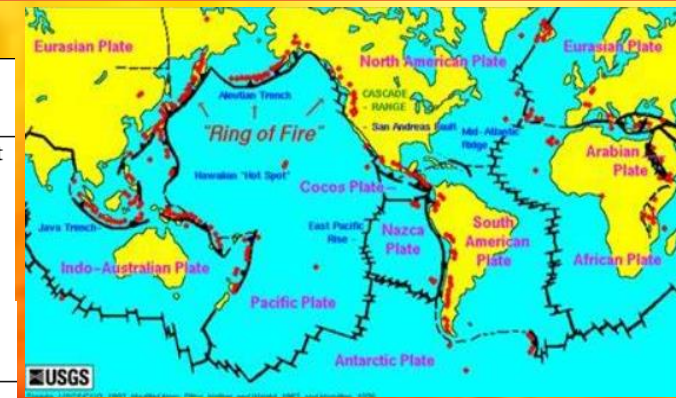 Eurasian Plate
North American Plate
Eurasian Plate
Aleutian Trench
CASCADE
RANGE
"Ring of Fire"
San Andreas Fault
Mid-Atlantic
Ridge
Arabian
Plate
Hawaiian "Hot Spot"
Cocos Plate
Java Trench
East Pacific
Rise
Nazca
Plate
South
American
Plate
Indo-Australian Plate
African Plate
Pacific Plate
Antarctic Plate
USGS